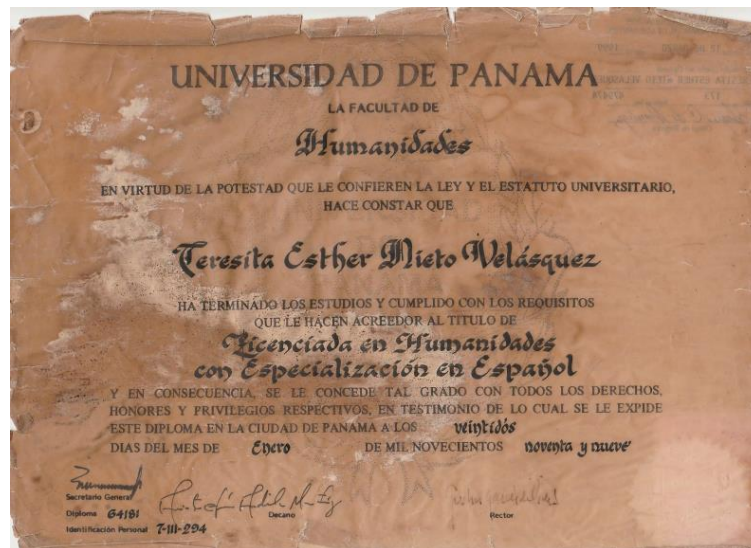 UNIVERSIDAD DE PANAMA
LA FACULTAD DE
Humanidades
EN VIRTUD DE LA POTESTAD QUE LE CONFIEREN LA LEY Y EL ESTATUTO UNIVERSITARIO,
HACE CONSTAR QUE
Teresita Esther Nieto Velásquez
HA TERMINADO LOS ESTUDIOS Y CUMPLIDO CON LOS REQUISITOS
QUE LE HACEN ACREEDOR AL TITULO DE
Licenciada en Humanidades
con Especialización en Español
Y EN CONSECUENCIA, SE LE CONCEDE TAL GRADO CON TODOS LOS DERECHOS,
HONORES Y PRIVILEGIOS RESPECTIVOS, EN TESTIMONIO DE LO CUAL SE LE EXPIDE
ESTE DIPLOMA EN LA CIUDAD DE PANAMA A LOS veintidós
DIAS DEL MES DE Enero DE MIL NOVECIENTOS noventa y nueve
Secretario General
Decano
Rector
Diploma 64181
Identificación Personal 7-111-294